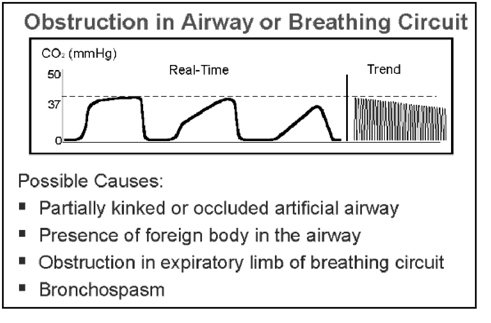 Obstruction in Airway or Breathing Circuit
CO₂ (mmHg)
50
Real-Time
Trend
37
0
Possible Causes:
▪ Partially kinked or occluded artificial airway
▪ Presence of foreign body in the airway
▪ Obstruction in expiratory limb of breathing circuit
▪ Bronchospasm